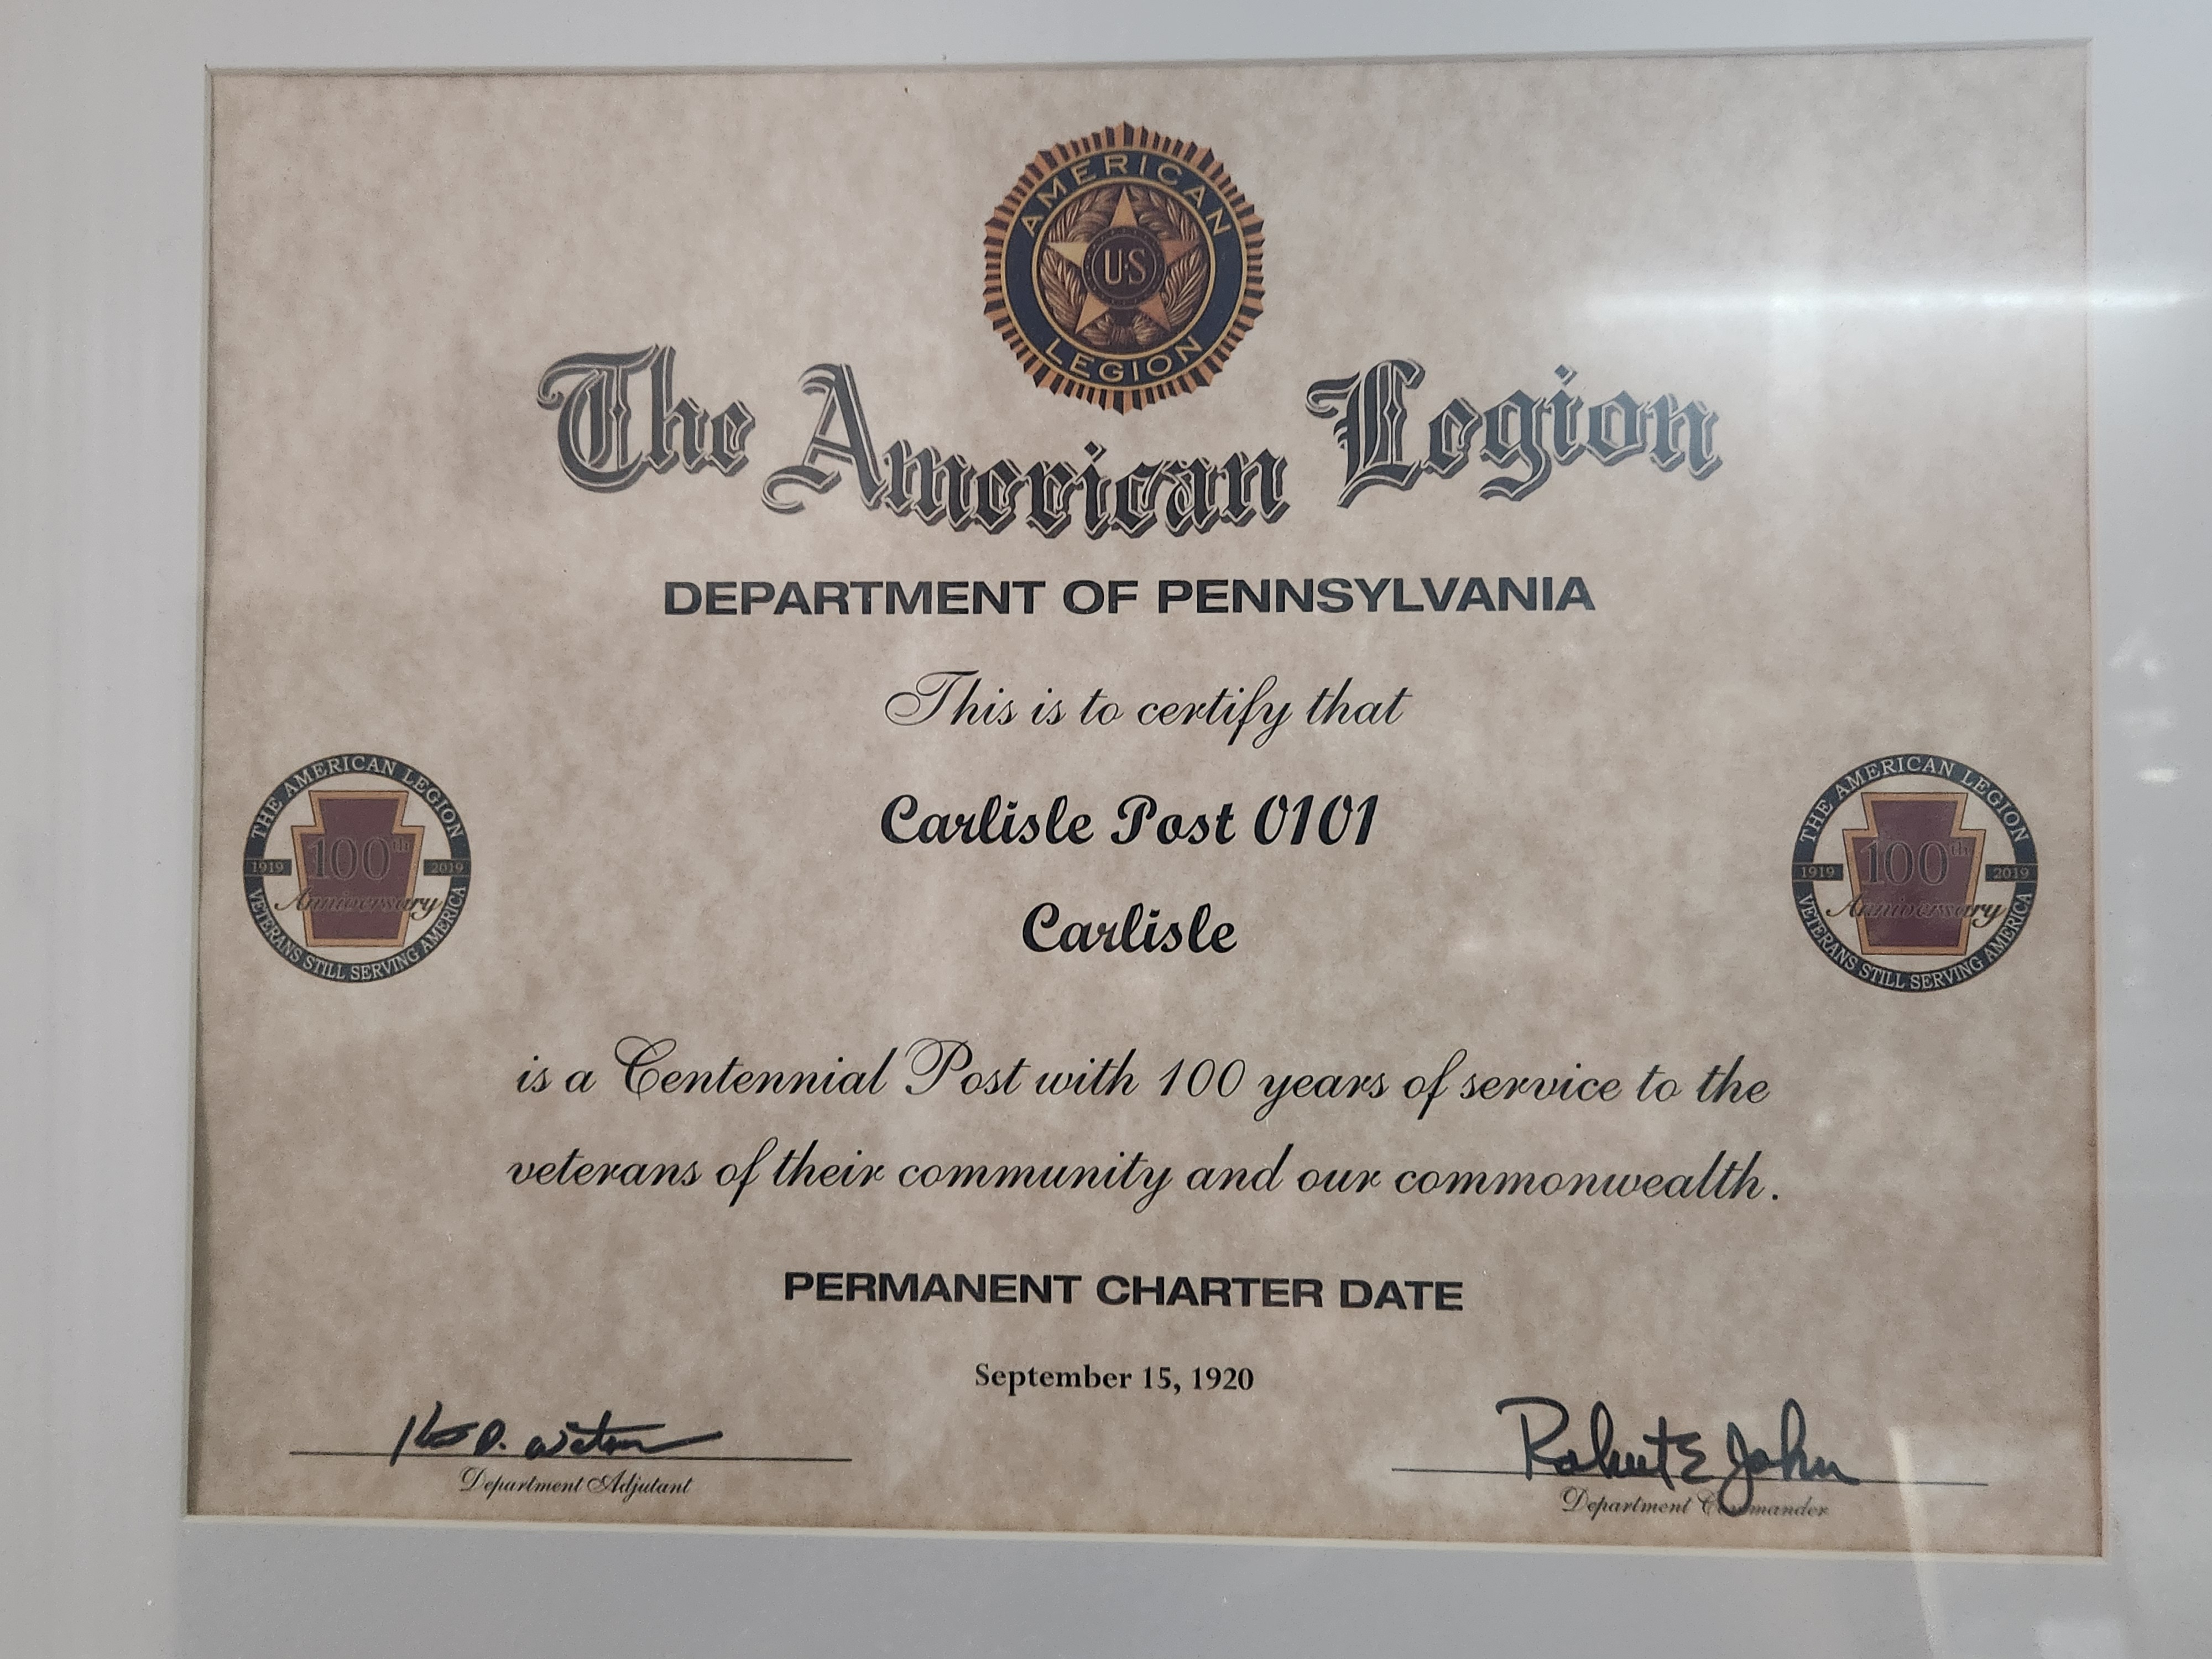 AMERICAN
U.S
LEGION
The American Legion
DEPARTMENT OF PENNSYLVANIA
This is to certify that
Carlisle Post 0101
Carlisle
THE AMERICAN LEGION
1919 2019
100th
Anniversary
VETERANS STILL SERVING AMERICA
THE AMERICAN LEGION
1919 2019
100th
Anniversary
VETERANS STILL SERVING AMERICA
is a Centennial Post with 100 years of service to the
veterans of their community and our commonwealth.
PERMANENT CHARTER DATE
September 15, 1920
Robert E John
Department Adjutant
Department Commander